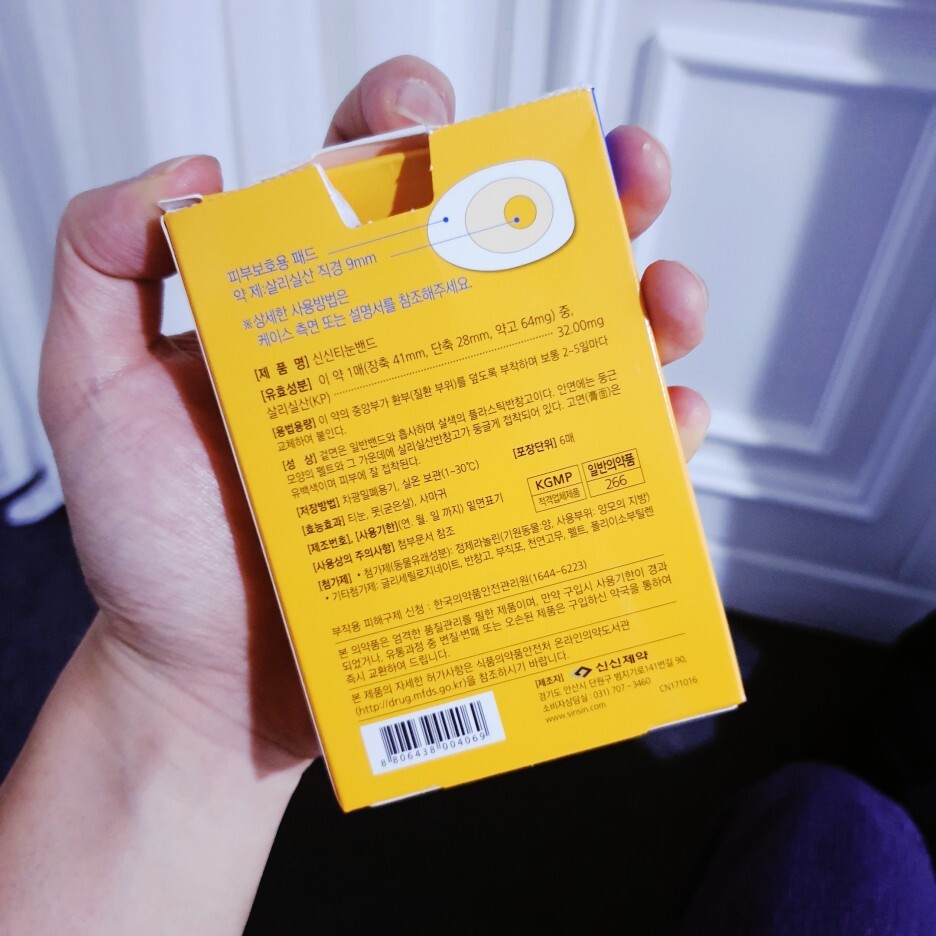 피부보호용 패드
약 제:살리실산 직경 9mm
※상세한 사용방법은
케이스 측면 또는 설명서를 참조해주세요.
[제 품 명] 신신티눈밴드
[유효성분] 이 약 1매(장축 41mm, 단축 28mm, 약고 64mg) 중,
살리실산(KP) 32.00mg
[용법용량] 이 약의 중앙부가 환부(질환 부위)를 덮도록 부착하며 보통 2~5일마다
교체하여 붙인다.
[성 상] 겉면은 일반밴드와 흡사하며 살색의 플라스틱반창고이다. 안면에는 둥근
모양의 펠트와 그 가운데에 살리실산반창고가 둥글게 접착되어 있다. 고면(膏面)은
유백색이며 피부에 잘 접착된다.
[포장단위] 6매
[저장방법] 차광밀폐용기, 실온 보관(1~30℃)
[효능효과] 티눈, 못(굳은살), 사마귀
[제조번호], [사용기한](연. 월. 일 까지) 밑면표기
[사용상의 주의사항] 첨부문서 참조
KGMP
적격업체제품
일반의약품
266
[첨가제] • 첨가제(동물유래성분): 정제라놀린(기원동물:양, 사용부위: 양모의 지방)
• 기타첨가제: 글리세릴로지네이트, 반창고, 부직포, 천연고무, 펠트, 폴리이소부틸렌
부작용 피해구제 신청 : 한국의약품안전관리원(1644-6223)
본 의약품은 엄격한 품질관리를 필한 제품이며, 만약 구입시 사용기한이 경과
되었거나, 유통과정 중 변질·변패 또는 오손된 제품은 구입하신 약국을 통하여
즉시 교환하여 드립니다.
본 제품의 자세한 허가사항은 식품의약품안전처 온라인의약도서관
(http://drug.mfds.go.kr)을 참조하시기 바랍니다.
[제조자] 신신제약
경기도 안산시 단원구 범지기로141번길 90,
소비자상담실 : 031) 707 - 3460
www.sinsin.com
CN171016
8 806438 004069